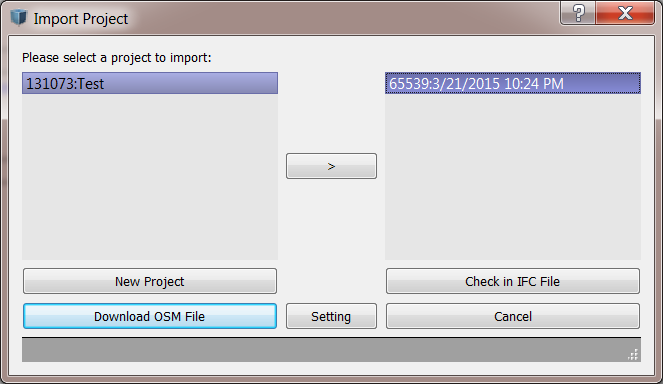 Import Project
?
Please select a project to import:
131073:Test
65539:3/21/2015 10:24 PM
>
New Project
Check in IFC File
Download OSM File
Setting
Cancel